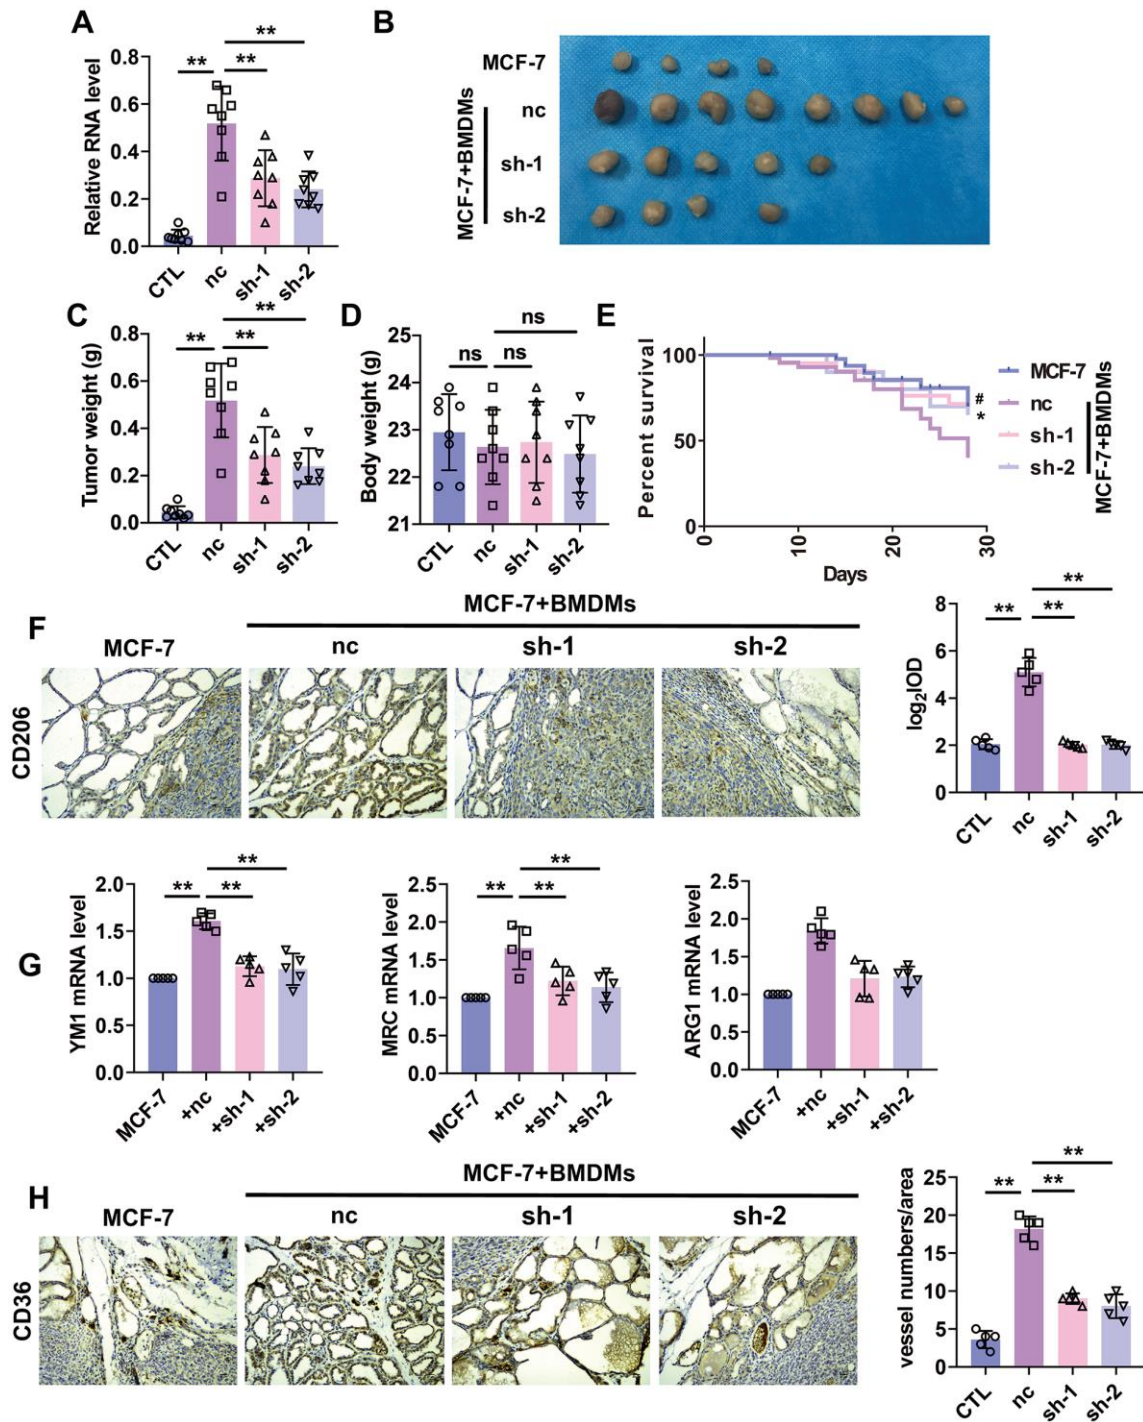 A
Relative RNA level
0.8
0.6
0.4
0.2
0.0
** ** **
CTL nc sh-1 sh-2
B
MCF-7
MCF-7+BMDMs
nc
sh-1
sh-2
C
Tumor weight (g)
0.8
0.6
0.4
0.2
0.0
** ** **
CTL nc sh-1 sh-2
D
Body weight (g)
25
24
23
22
21
ns ns ns
CTL nc sh-1 sh-2
E
Percent survival
100
50
0
0 10 20 30
Days
#
*
MCF-7
nc
sh-1
sh-2
MCF-7+BMDMs
F
MCF-7+BMDMs
MCF-7 nc sh-1 sh-2
CD206
log2IOD
8
6
4
2
0
** ** **
CTL nc sh-1 sh-2
G
YM1 mRNA level
2.0
1.5
1.0
0.5
0.0
** ** **
MCF-7 +nc +sh-1 +sh-2
MRC mRNA level
2.5
2.0
1.5
1.0
0.5
0.0
** ** **
MCF-7 +nc +sh-1 +sh-2
ARG1 mRNA level
2.5
2.0
1.5
1.0
0.5
0.0
MCF-7 +nc +sh-1 +sh-2
H
MCF-7+BMDMs
MCF-7 nc sh-1 sh-2
CD36
vessel numbers/area
25
20
15
10
5
0
** ** **
CTL nc sh-1 sh-2